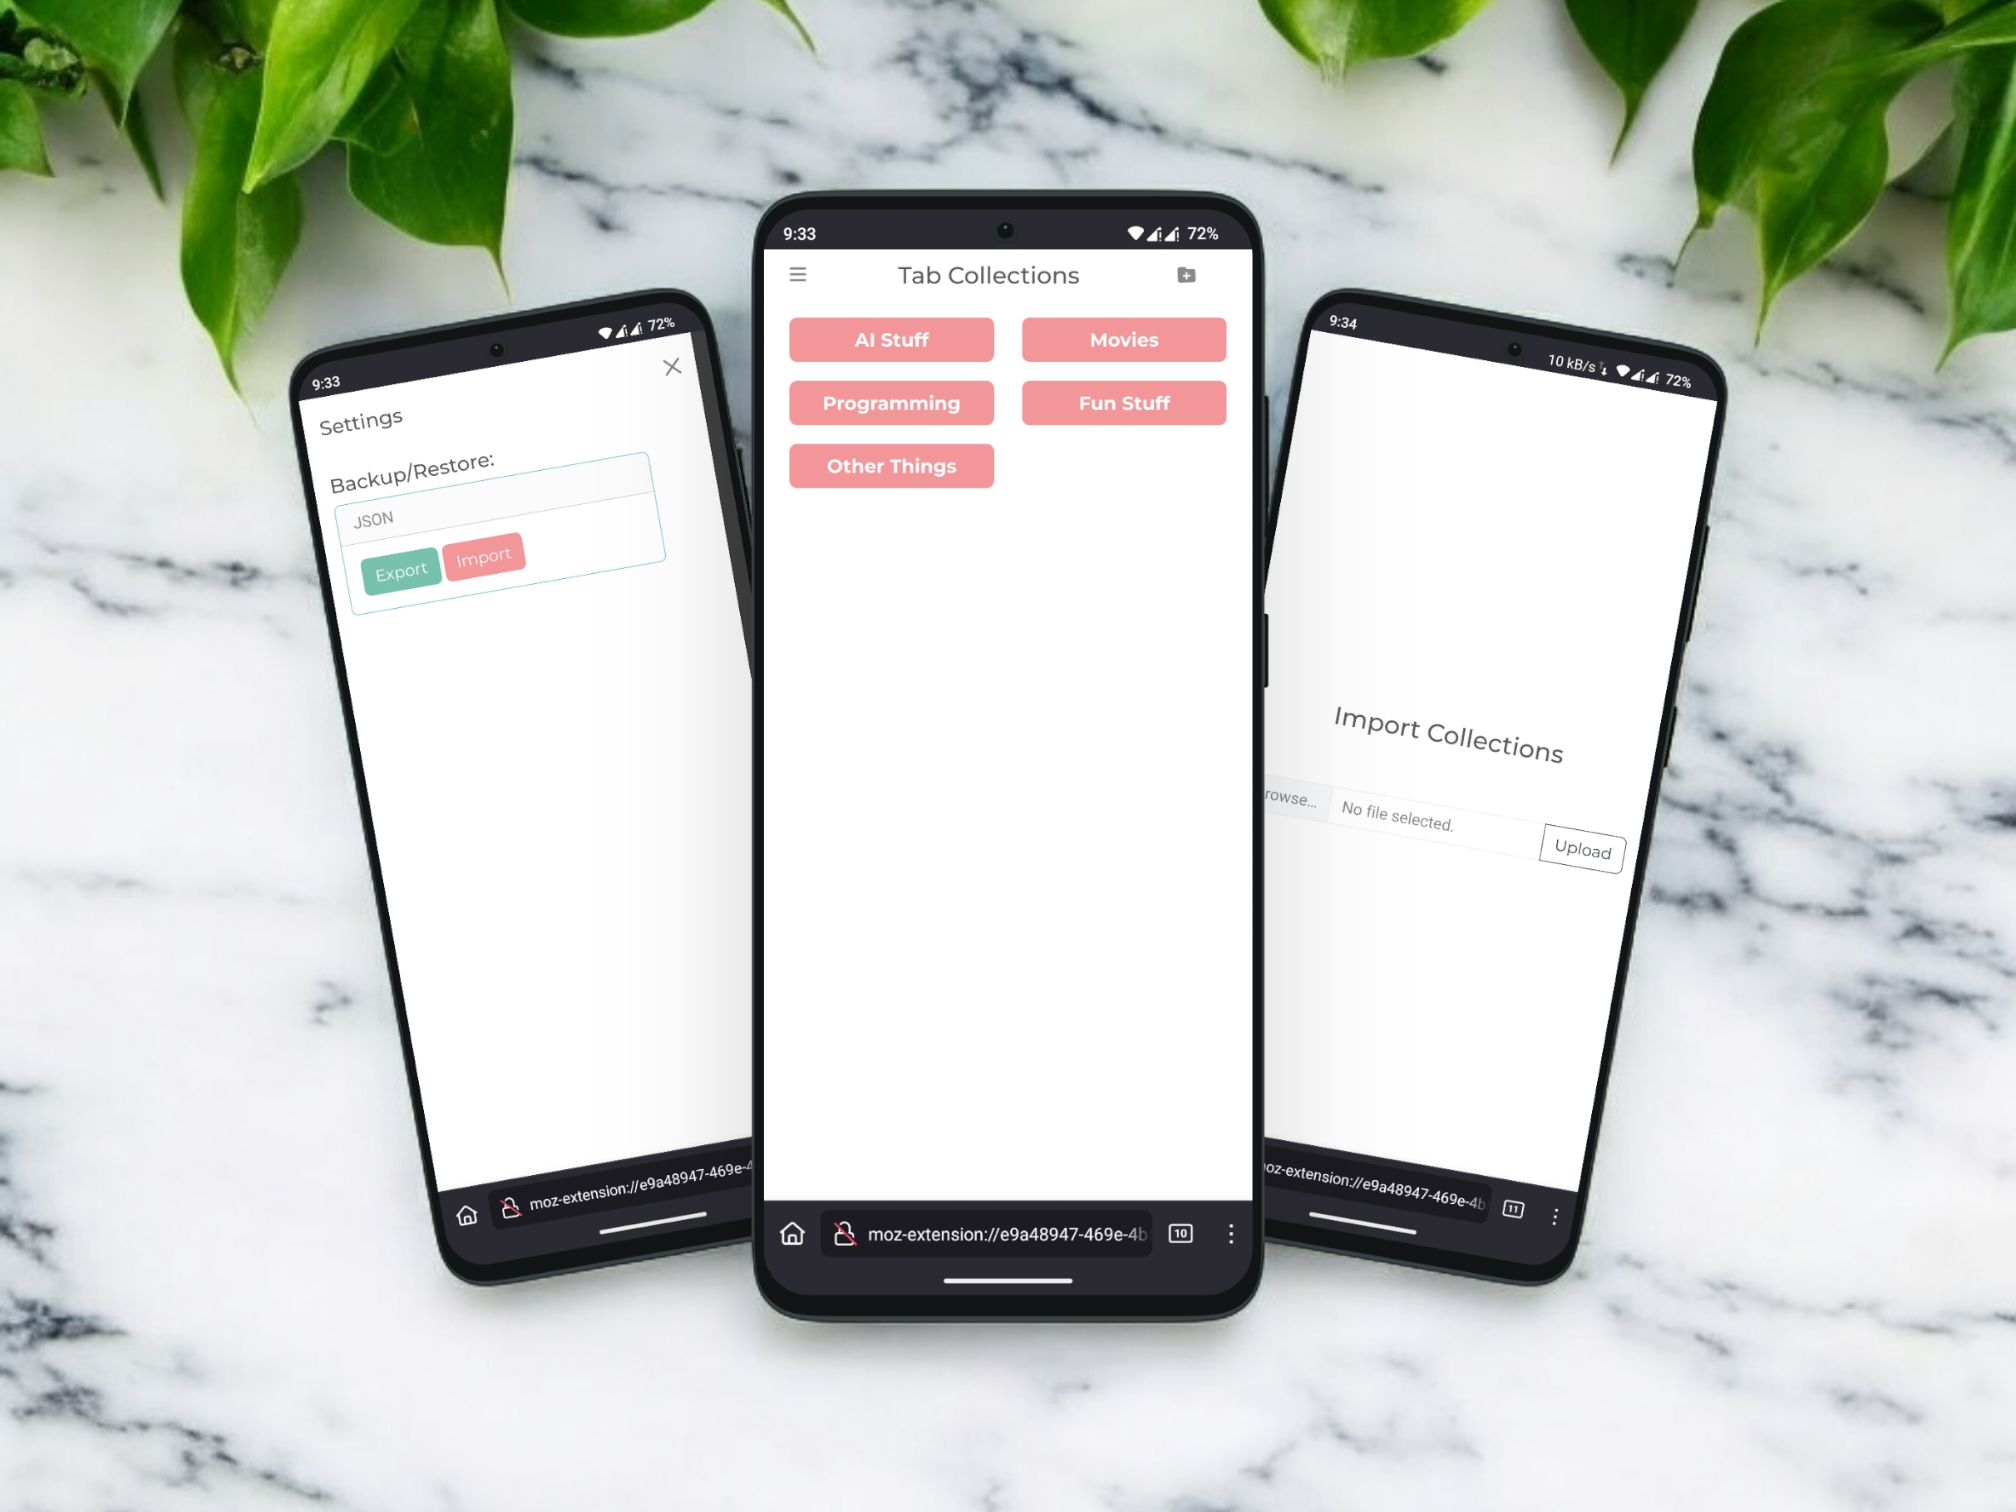 9:33
72%
Settings
Backup/Restore:
JSON
Export Import
moz-extension://e9a48947-469e-4
9:33
72%
Tab Collections
AI Stuff Movies
Programming Fun Stuff
Other Things
moz-extension://e9a48947-469e-4b
10
9:34
10 kB/s 72%
Import Collections
rowse... No file selected. Upload
oz-extension://e9a48947-469e-4b
11